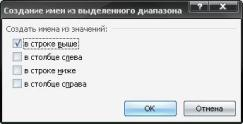 Создание имен из выделенного диапазона
Создать имена из значений:
в строке выше
в столбце слева
в строке ниже
в столбце справа
ОК
Отмена